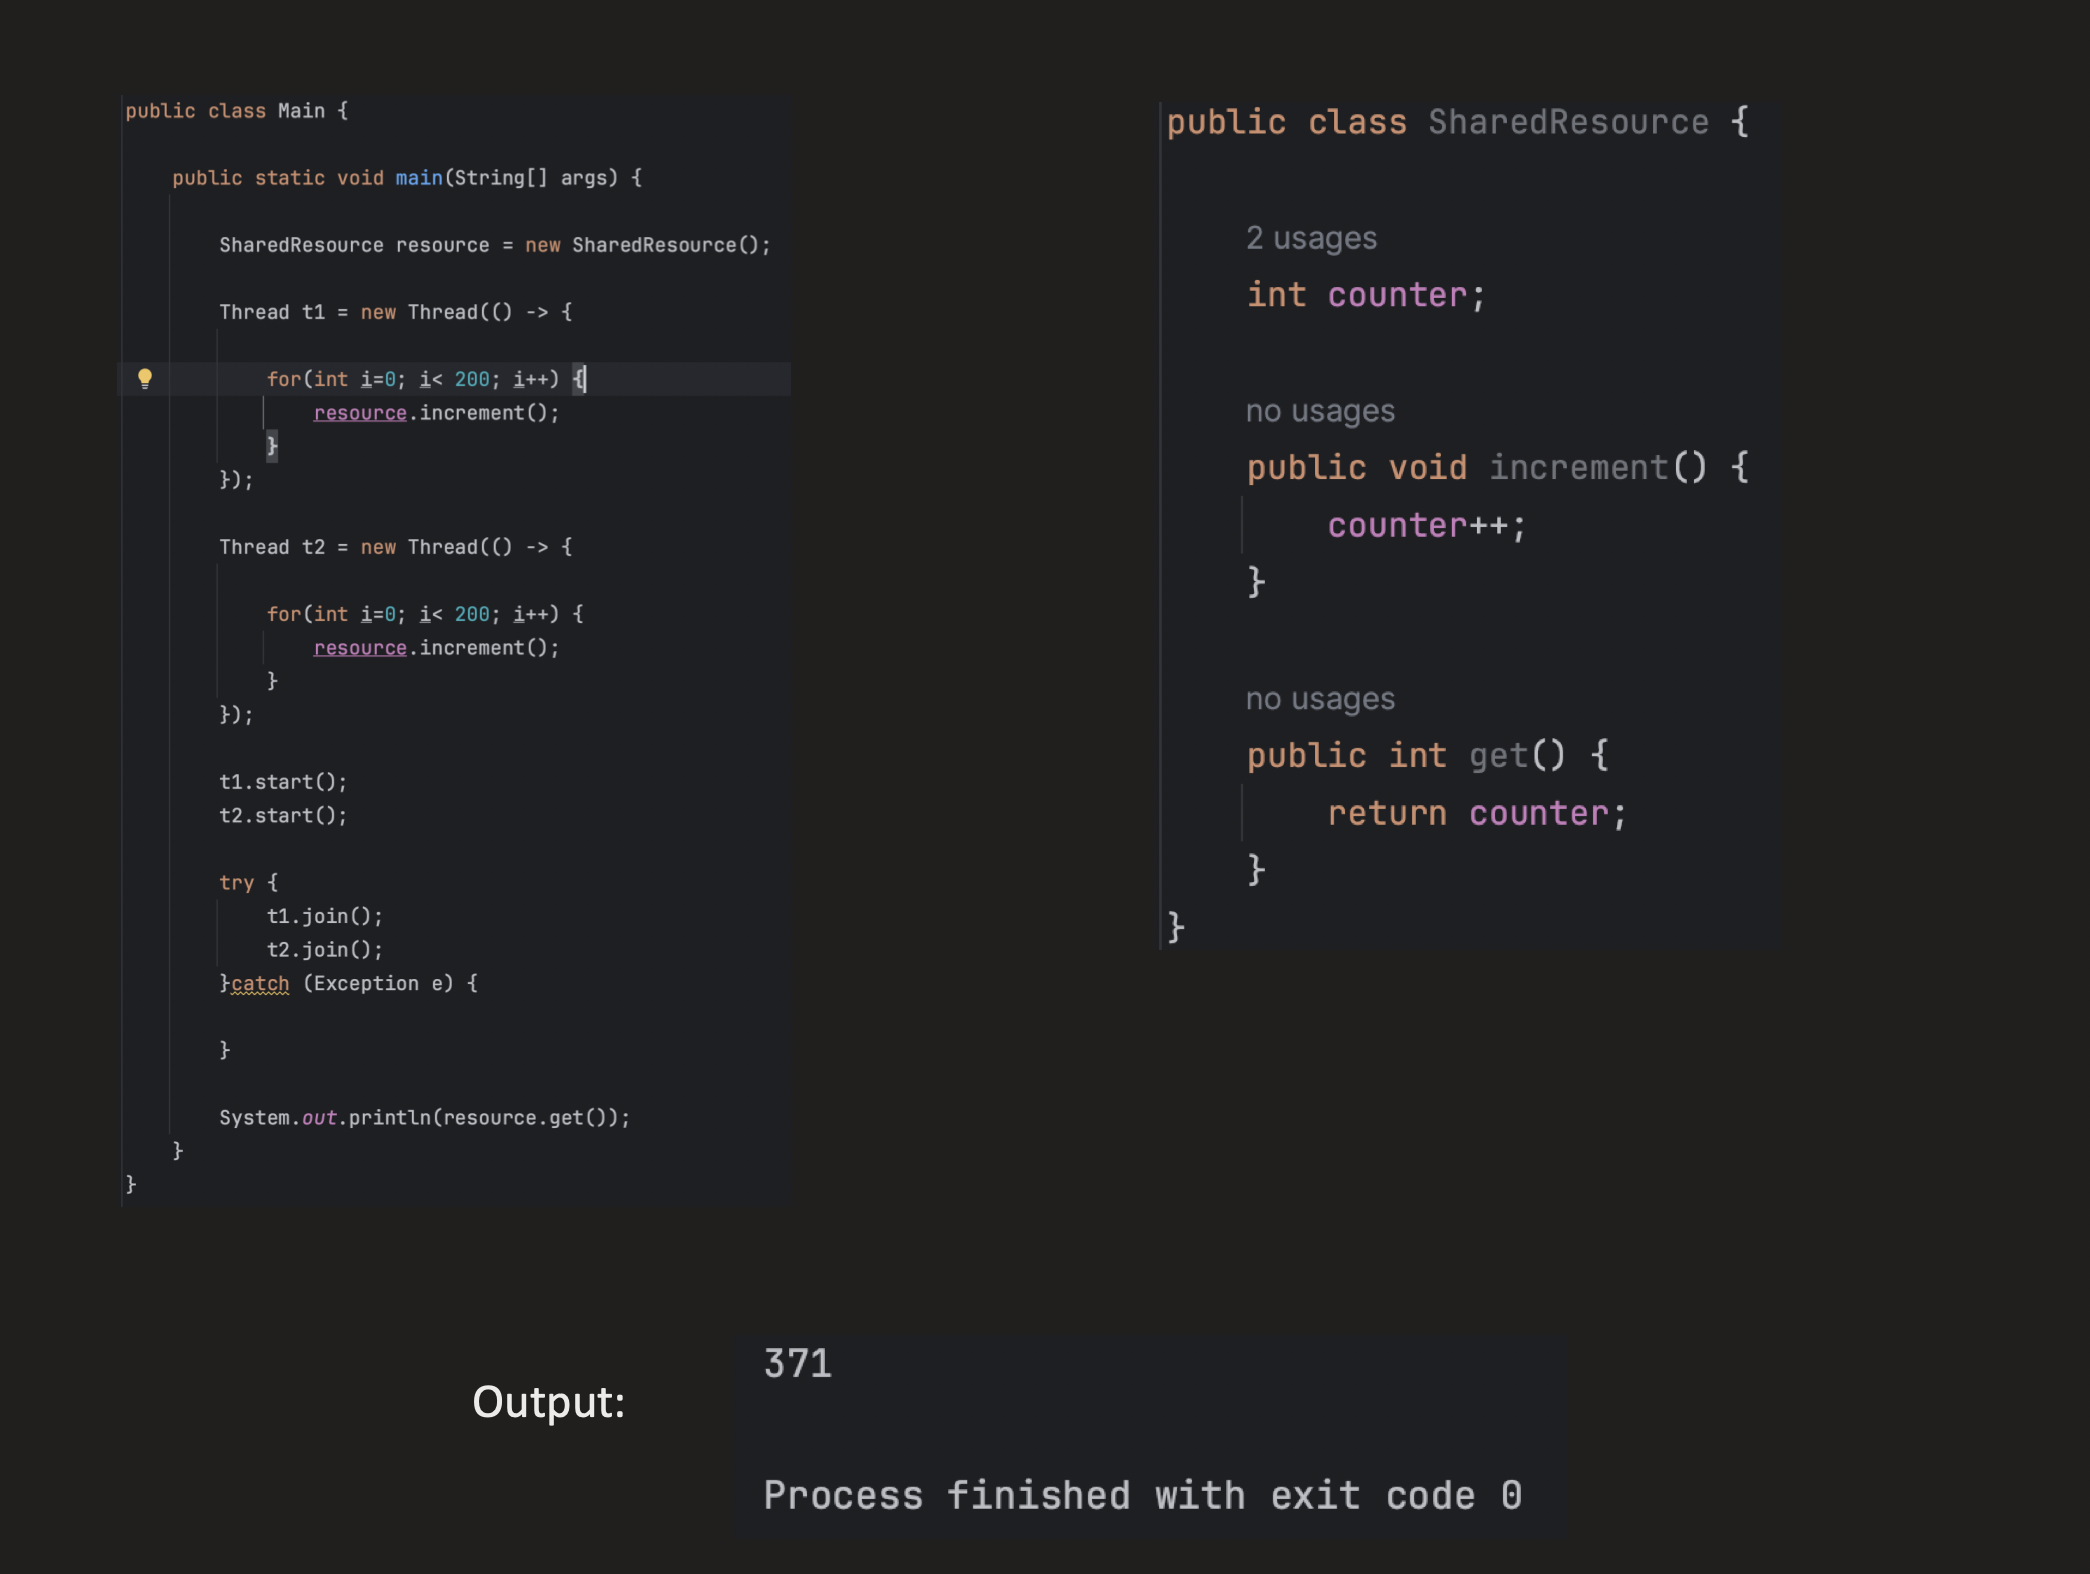 public class Main {
public static void main(String[] args) {
SharedResource resource = new SharedResource();
Thread t1 = new Thread(() -> {
for(int i=0; i< 200; i++) {
resource.increment();
}
});
Thread t2 = new Thread(() -> {
for(int i=0; i< 200; i++) {
resource.increment();
}
});
t1.start();
t2.start();
try {
t1.join();
t2.join();
}catch (Exception e) {
}
System.out.println(resource.get());
}
}
public class SharedResource {
2 usages
int counter;
no usages
public void increment() {
counter++;
}
no usages
public int get() {
return counter;
}
}
Output:
371
Process finished with exit code 0